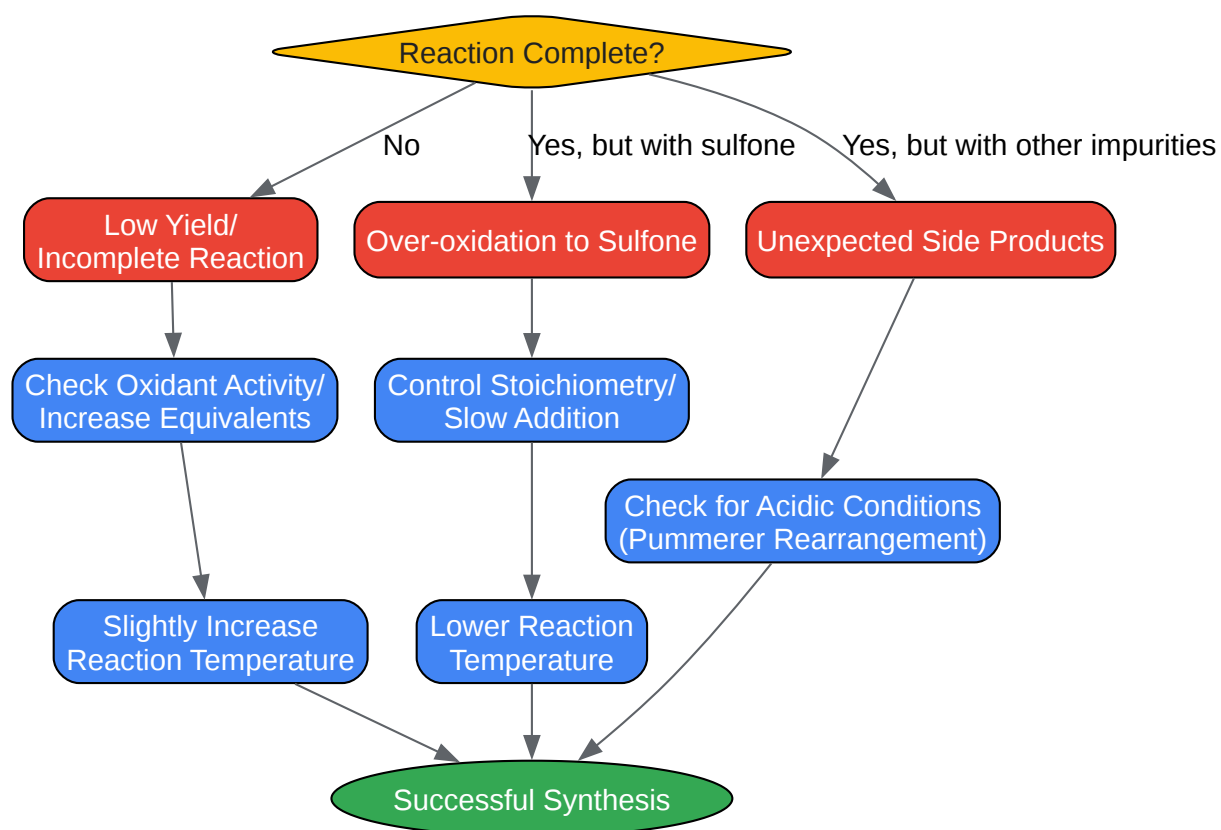 Reaction Complete?
No
Yes, but with sulfone
Yes, but with other impurities
Low Yield/
Incomplete Reaction
Over-oxidation to Sulfone
Unexpected Side Products
Check Oxidant Activity/
Increase Equivalents
Control Stoichiometry/
Slow Addition
Check for Acidic Conditions
(Pummerer Rearrangement)
Slightly Increase
Reaction Temperature
Lower Reaction
Temperature
Successful Synthesis